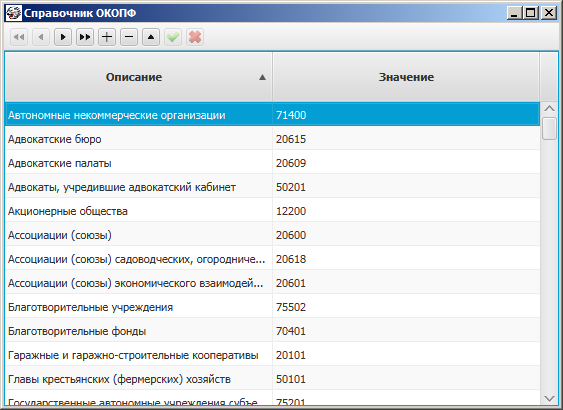 Справочник ОКОПФ
Описание Значение
Автономные некоммерческие организации 71400
Адвокатские бюро 20615
Адвокатские палаты 20609
Адвокаты, учредившие адвокатский кабинет 50201
Акционерные общества 12200
Ассоциации (союзы) 20600
Ассоциации (союзы) садоводческих, огородниче... 20618
Ассоциации (союзы) экономического взаимодей... 20601
Благотворительные учреждения 75502
Благотворительные фонды 70401
Гаражные и гаражно-строительные кооперативы 20101
Главы крестьянских (фермерских) хозяйств 50101
Государственные автономные учреждения субъе... 75201